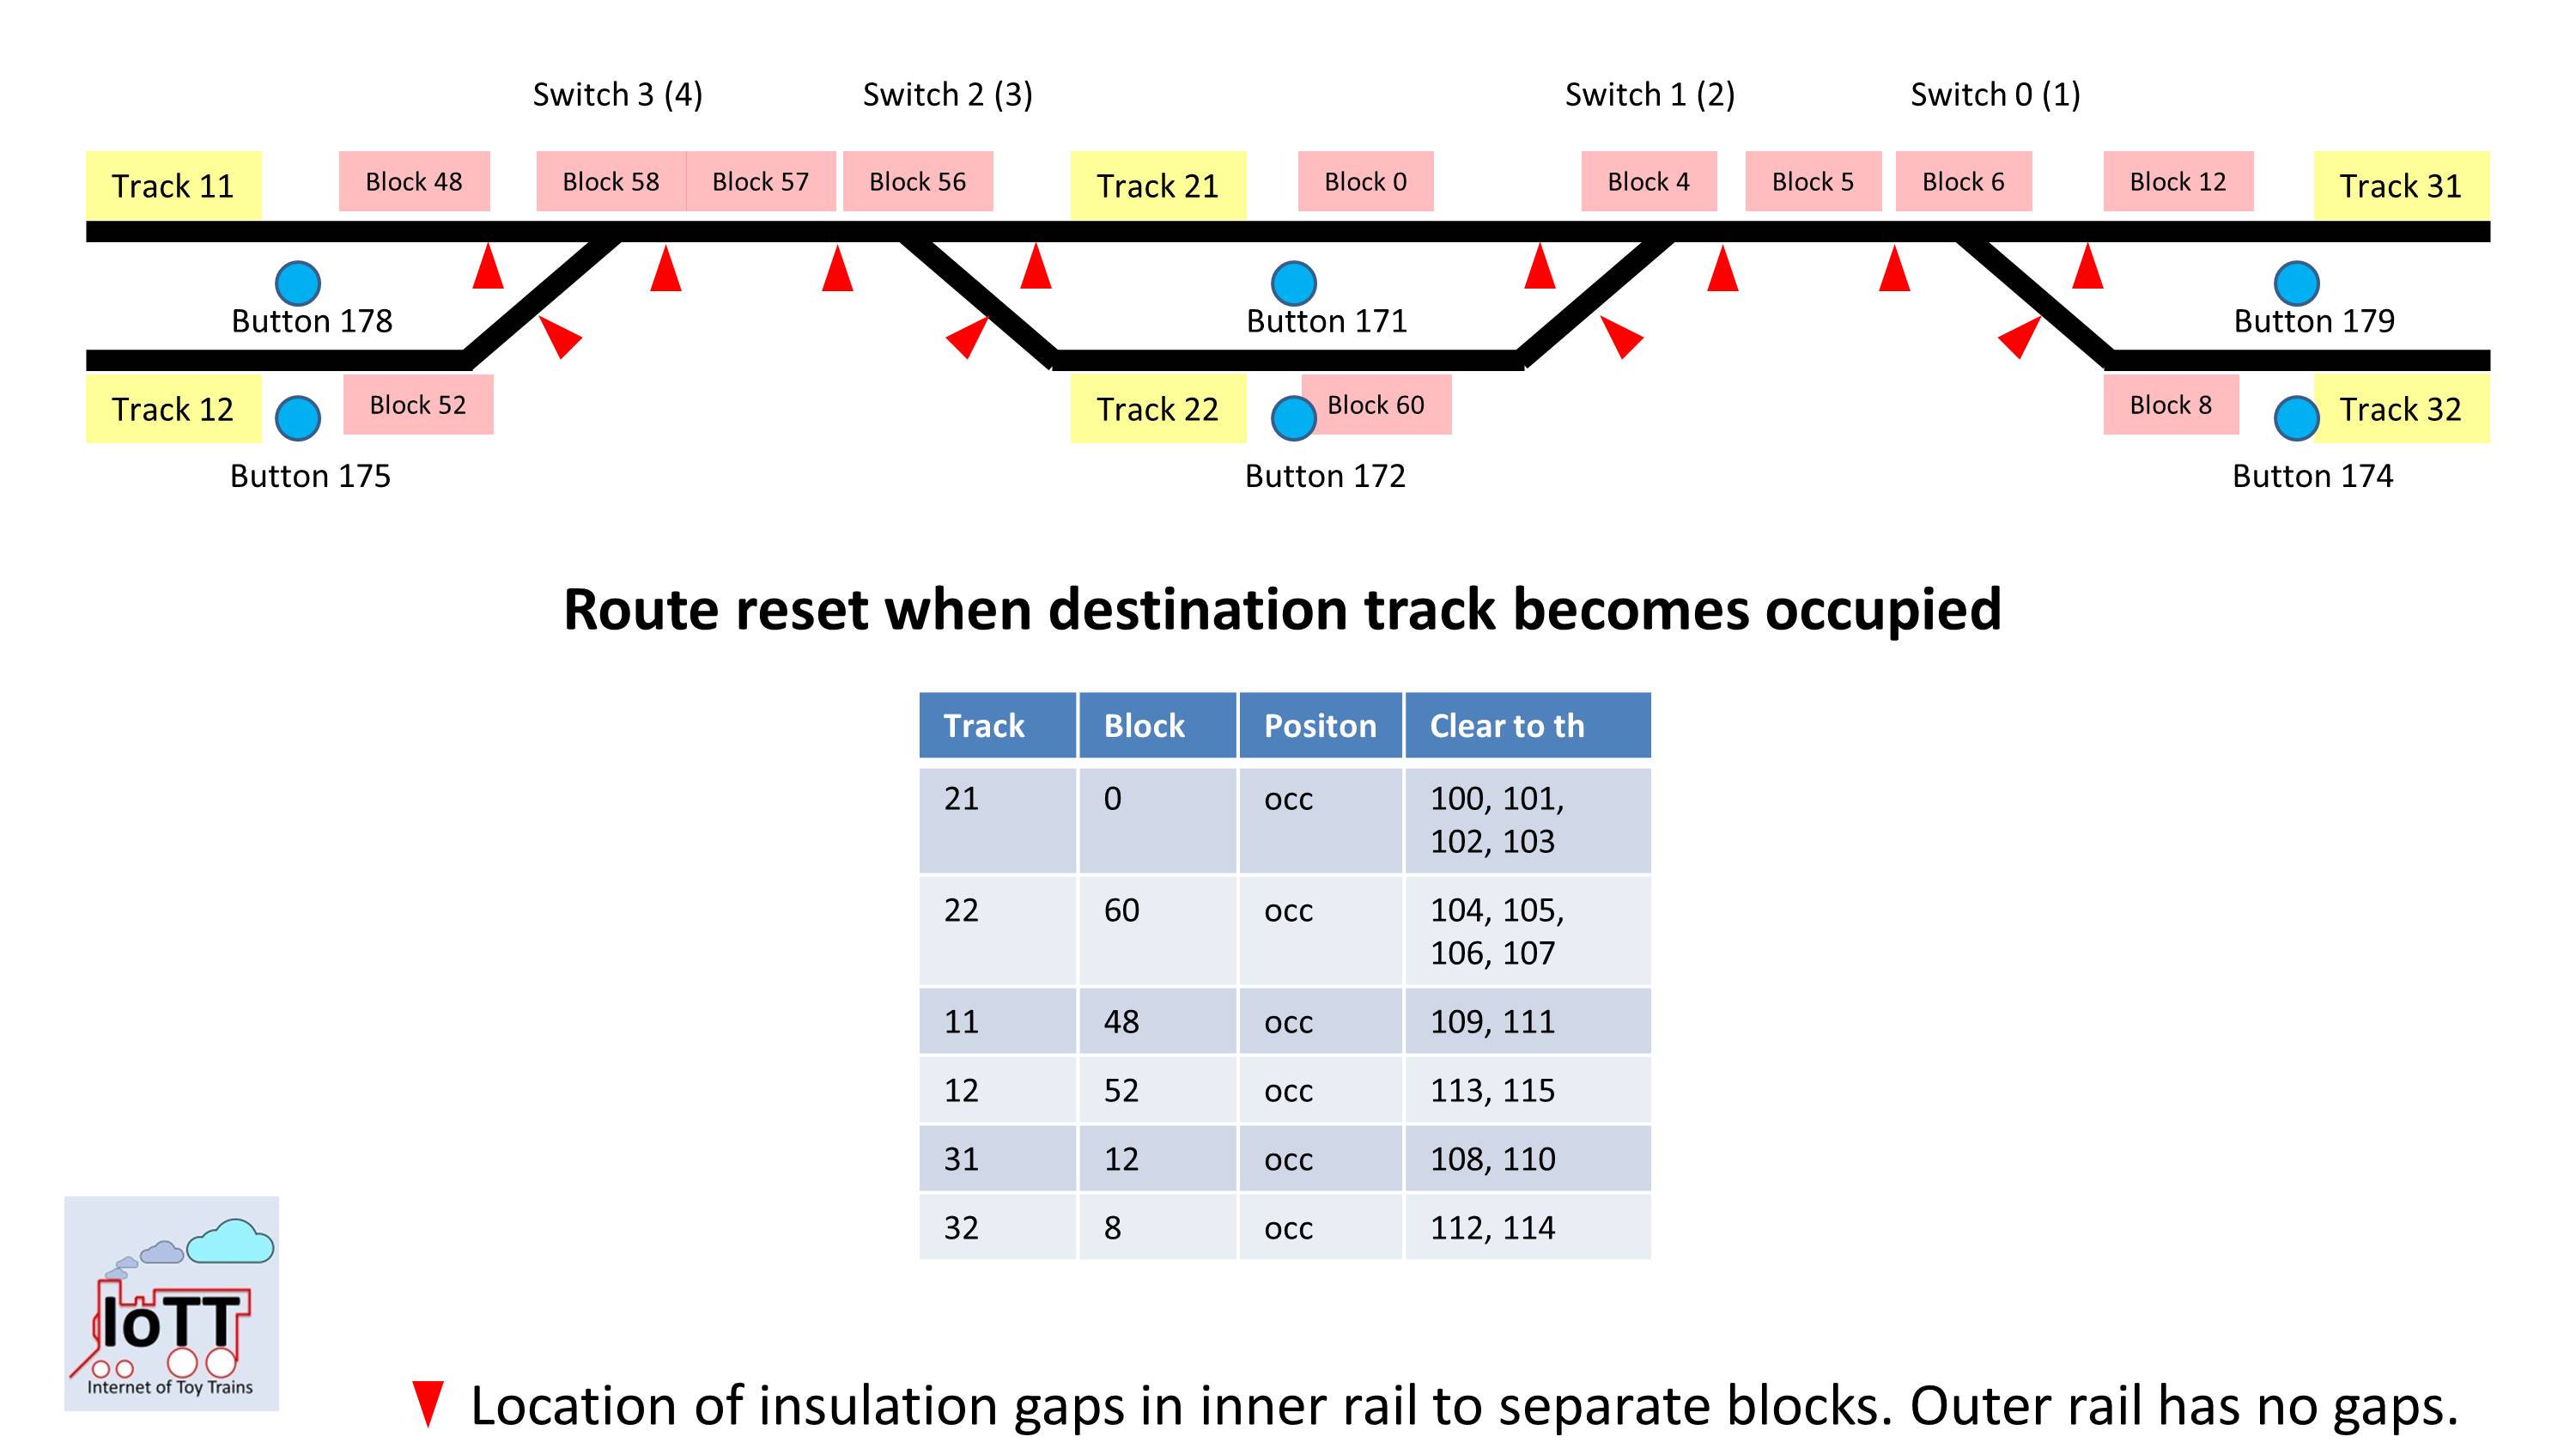 Switch 3 (4)
Switch 2 (3)
Switch 1 (2)
Switch 0 (1)
Track 11
Block 48
Block 58
Block 57
Block 56
Track 21
Block 0
Block 4
Block 5
Block 6
Block 12
Track 31
Button 178
Button 171
Button 179
Track 12
Block 52
Track 22
Block 60
Block 8
Track 32
Button 175
Button 172
Button 174
Route reset when destination track becomes occupied
Track Block Positon Clear to th
21 0 occ 100, 101,
102, 103
22 60 occ 104, 105,
106, 107
11 48 occ 109, 111
12 52 occ 113, 115
31 12 occ 108, 110
32 8 occ 112, 114
IoTT
Internet of Toy Trains
Location of insulation gaps in inner rail to separate blocks. Outer rail has no gaps.